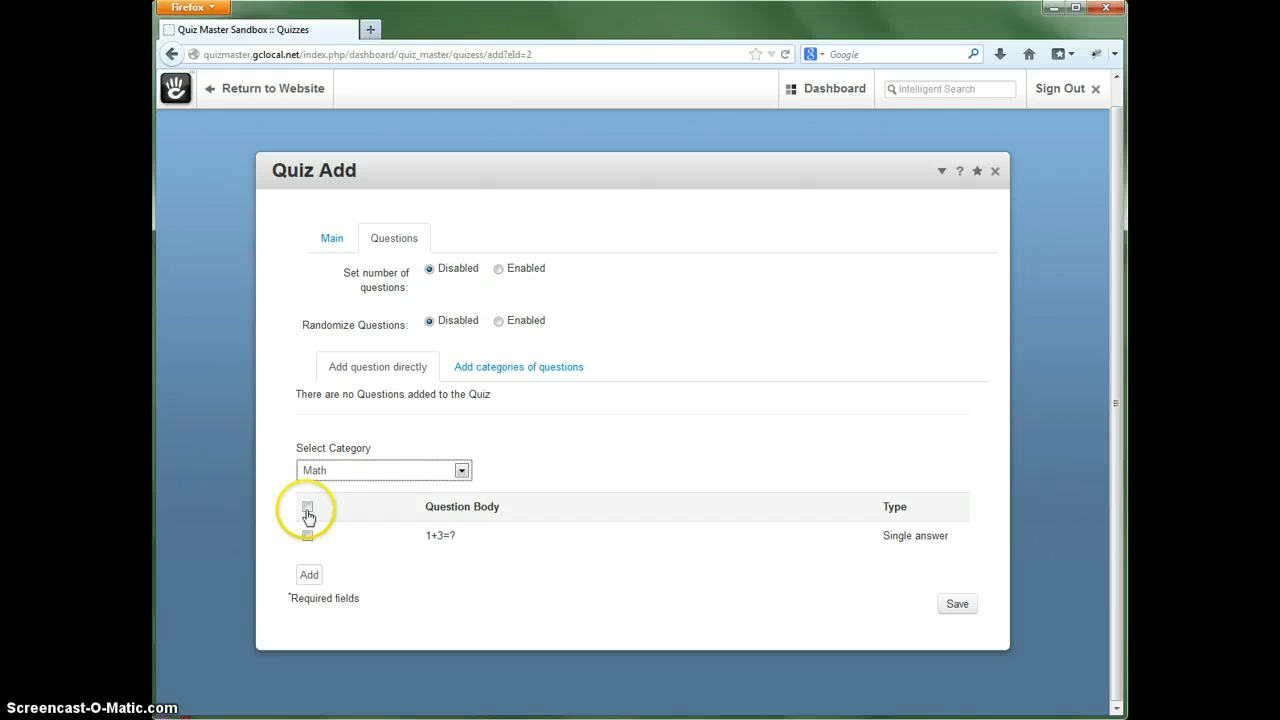 Firefox
Quiz Master Sandbox :: Quizzes
quizmaster.gclocal.net/index.php/dashboard/quiz_master/quizess/add?eId=2
Google
Return to Website
Dashboard
Intelligent Search
Sign Out
Quiz Add
Main
Questions
Set number of
questions:
Disabled
Enabled
Randomize Questions:
Disabled
Enabled
Add question directly
Add categories of questions
There are no Questions added to the Quiz
Select Category
Math
Question Body
Type
1+3=?
Single answer
Add
*Required fields
Save
Screencast-O-Matic.com